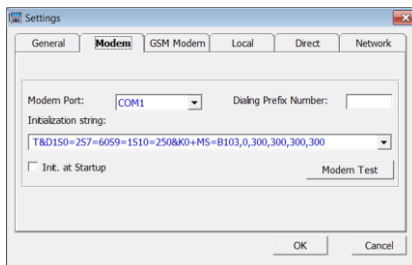 Settings
General Modem GSM Modem Local Direct Network
Modem Port: COM1 Dialing Prefix Number:
Initialization string:
T&D1S0=2S7=60S9=1S10=250&K0+MS=B103,0,300,300,300,300
Init. at Startup Modem Test
OK Cancel